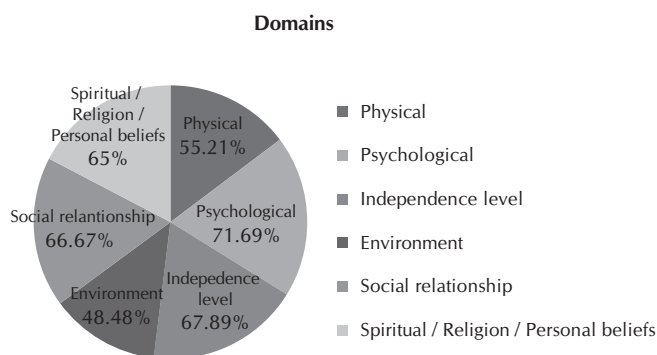 Domains
Spiritual /
Religion /
Personal beliefs
65%
Physical
55.21%
Social relantionship
66.67%
Psychological
71.69%
Environment
48.48%
Indepedence
level
67.89%
Physical
Psychological
Independence level
Environment
Social relationship
Spiritual / Religion / Personal beliefs